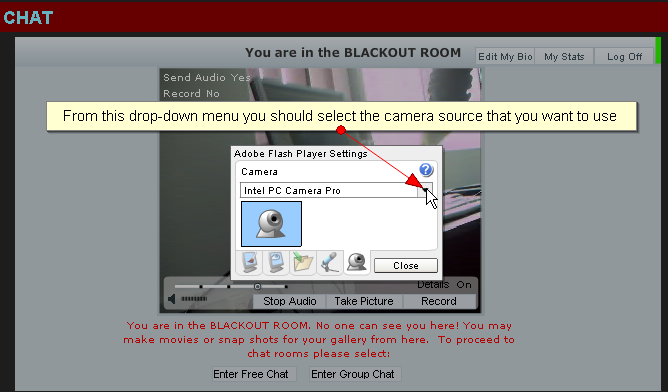 CHAT
You are in the BLACKOUT ROOM
Edit My Bio
My Stats
Log Off
Send Audio Yes
Record No
From this drop-down menu you should select the camera source that you want to use
Adobe Flash Player Settings
Camera
?
Intel PC Camera Pro
Close
Details On
Stop Audio
Take Picture
Record
You are in the BLACKOUT ROOM. No one can see you here! You may
make movies or snap shots for your gallery from here. To proceed to
chat rooms please select:
Enter Free Chat
Enter Group Chat